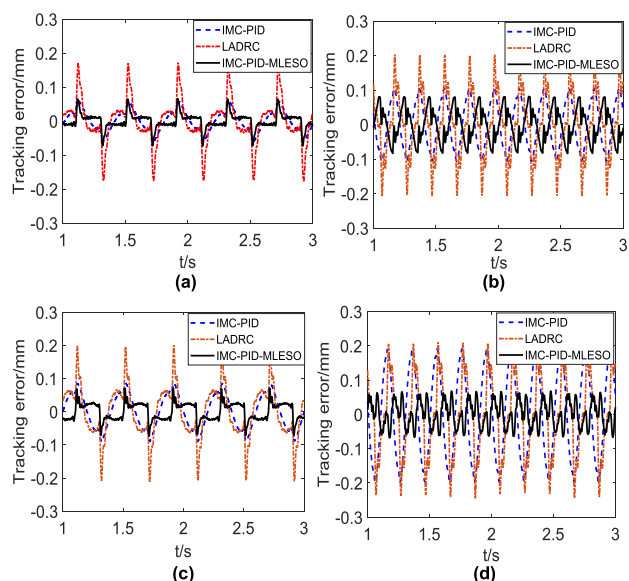 0.3
0.2
0.1
0
-0.1
-0.2
-0.3
Tracking error/mm
IMC-PID
LADRC
IMC-PID-MLESO
1
1.5
2
2.5
3
t/s
(a)
0.3
0.2
0.1
0
-0.1
-0.2
-0.3
Tracking error/mm
IMC-PID
LADRC
IMC-PID-MLESO
1
1.5
2
2.5
3
t/s
(b)
0.3
0.2
0.1
0
-0.1
-0.2
-0.3
Tracking error/mm
IMC-PID
LADRC
IMC-PID-MLESO
1
1.5
2
2.5
3
t/s
(c)
0.3
0.2
0.1
0
-0.1
-0.2
-0.3
Tracking error/mm
IMC-PID
LADRC
IMC-PID-MLESO
1
1.5
2
2.5
3
t/s
(d)